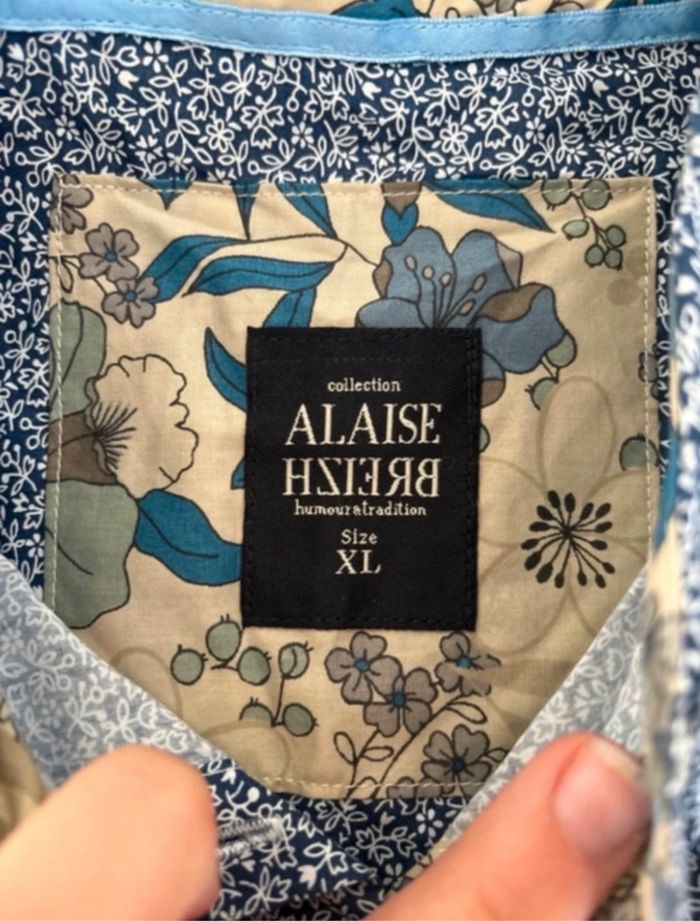 collection
ALAISE
BREIZH
humour&tradition
Size
XL